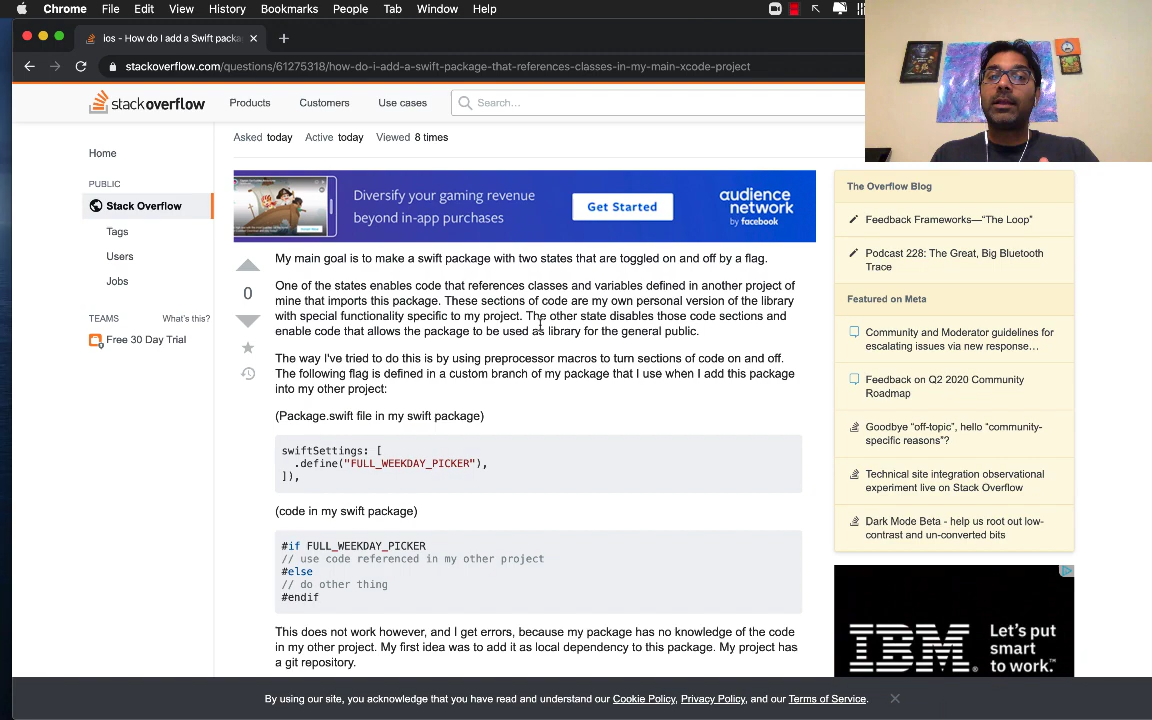 Chrome File Edit View History Bookmarks People Tab Window Help
ios - How do I add a Swift packa
stackoverflow.com/questions/61275318/how-do-i-add-a-swift-package-that-references-classes-in-my-main-xcode-project
stackoverflow Products Customers Use cases Search…
Asked today Active today Viewed 8 times
Home
PUBLIC
Stack Overflow
Tags
Users
Jobs
TEAMS What's this?
Free 30 Day Trial
Diversify your gaming revenue
beyond in-app purchases
Get Started
audience
network
by facebook
0
My main goal is to make a swift package with two states that are toggled on and off by a flag.
One of the states enables code that references classes and variables defined in another project of
mine that imports this package. These sections of code are my own personal version of the library
with special functionality specific to my project. The other state disables those code sections and
enable code that allows the package to be used as library for the general public.
The way I've tried to do this is by using preprocessor macros to turn sections of code on and off.
The following flag is defined in a custom branch of my package that I use when I add this package
into my other project:
(Package.swift file in my swift package)
swiftSettings: [
.define("FULL_WEEKDAY_PICKER"),
]),
(code in my swift package)
#if FULL_WEEKDAY_PICKER
// use code referenced in my other project
#else
// do other thing
#endif
This does not work however, and I get errors, because my package has no knowledge of the code
in my other project. My first idea was to add it as local dependency to this package. My project has
a git repository.
The Overflow Blog
Feedback Frameworks—“The Loop”
Podcast 228: The Great, Big Bluetooth
Trace
Featured on Meta
Community and Moderator guidelines for
escalating issues via new response…
Feedback on Q2 2020 Community
Roadmap
Goodbye “off-topic”, hello “community-
specific reasons”?
Technical site integration observational
experiment live on Stack Overflow
Dark Mode Beta - help us root out low-
contrast and un-converted bits
IBM
Let's put
smart
to work.™
By using our site, you acknowledge that you have read and understand our Cookie Policy, Privacy Policy, and our Terms of Service.